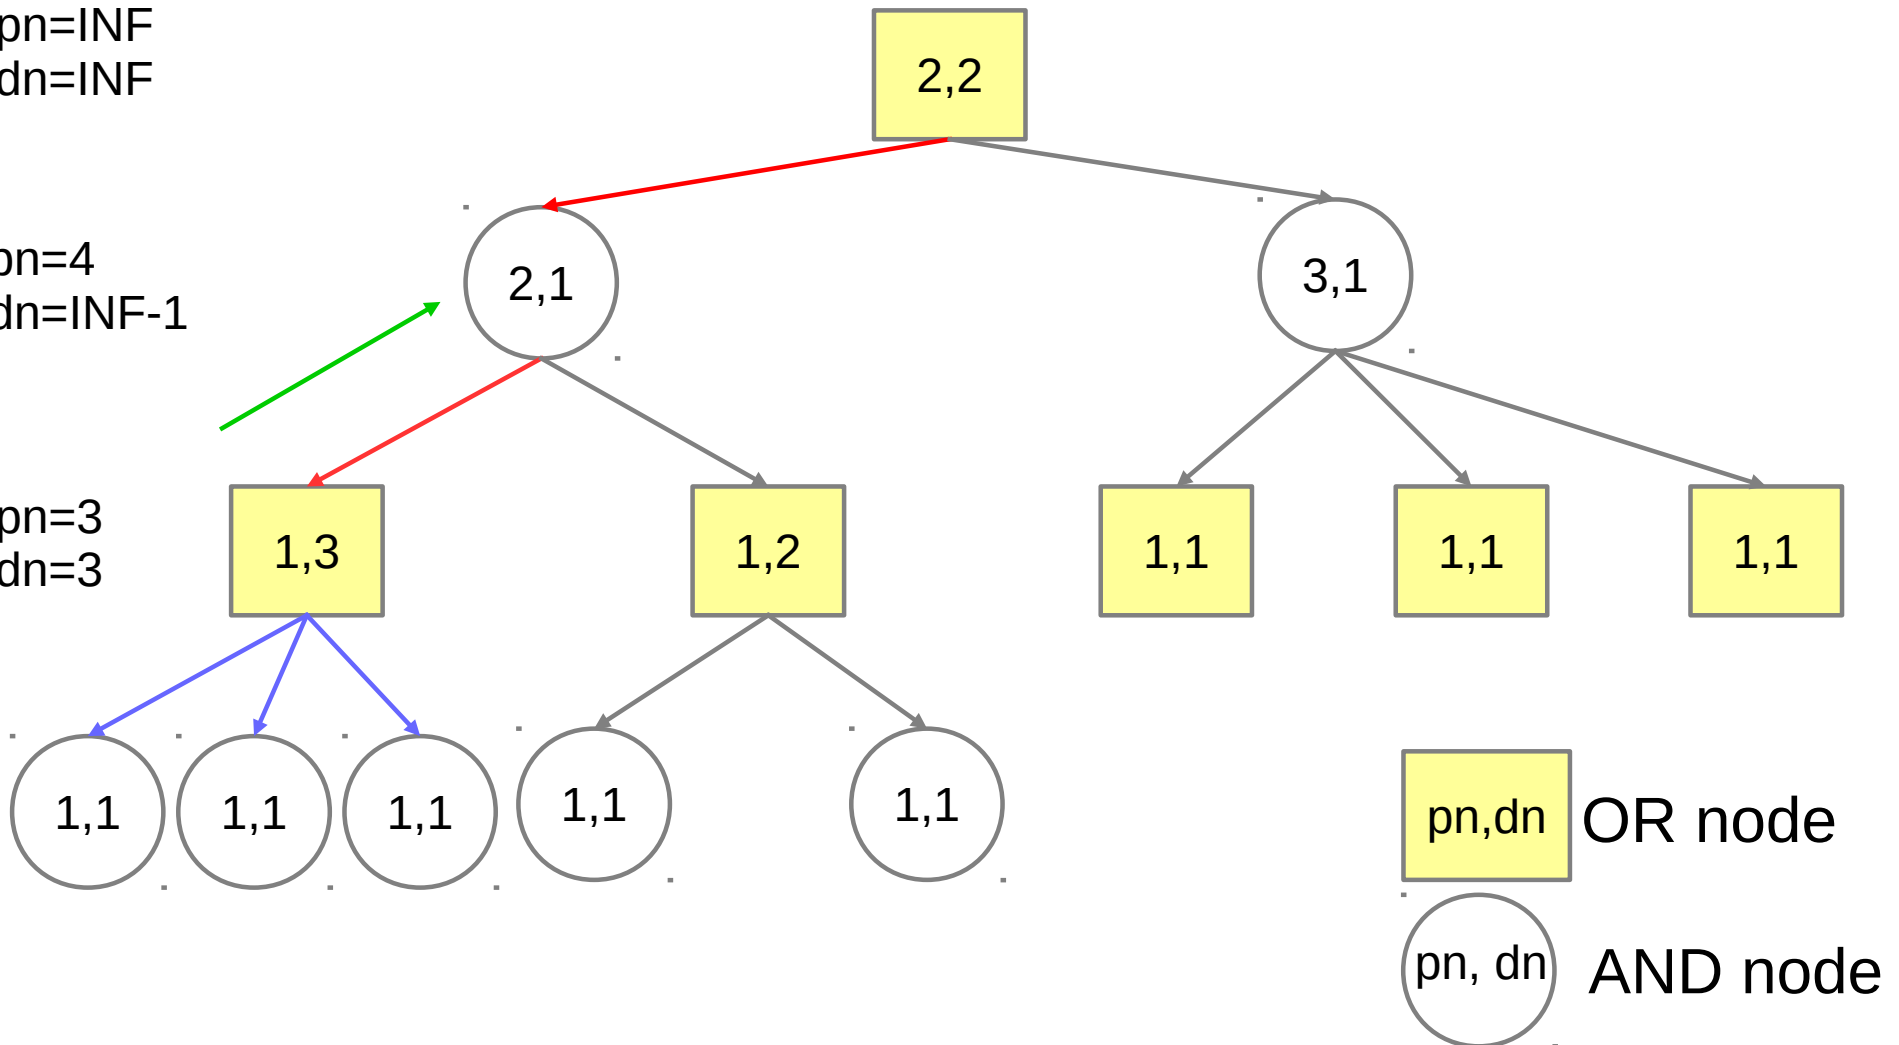 pn=INF
dn=INF
2,2
2,1
3,1
pn=4
dn=INF-1
pn=3
dn=3
1,3
1,2
1,1
1,1
1,1
1,1
1,1
1,1
1,1
1,1
pn,dn
OR node
pn, dn
AND node